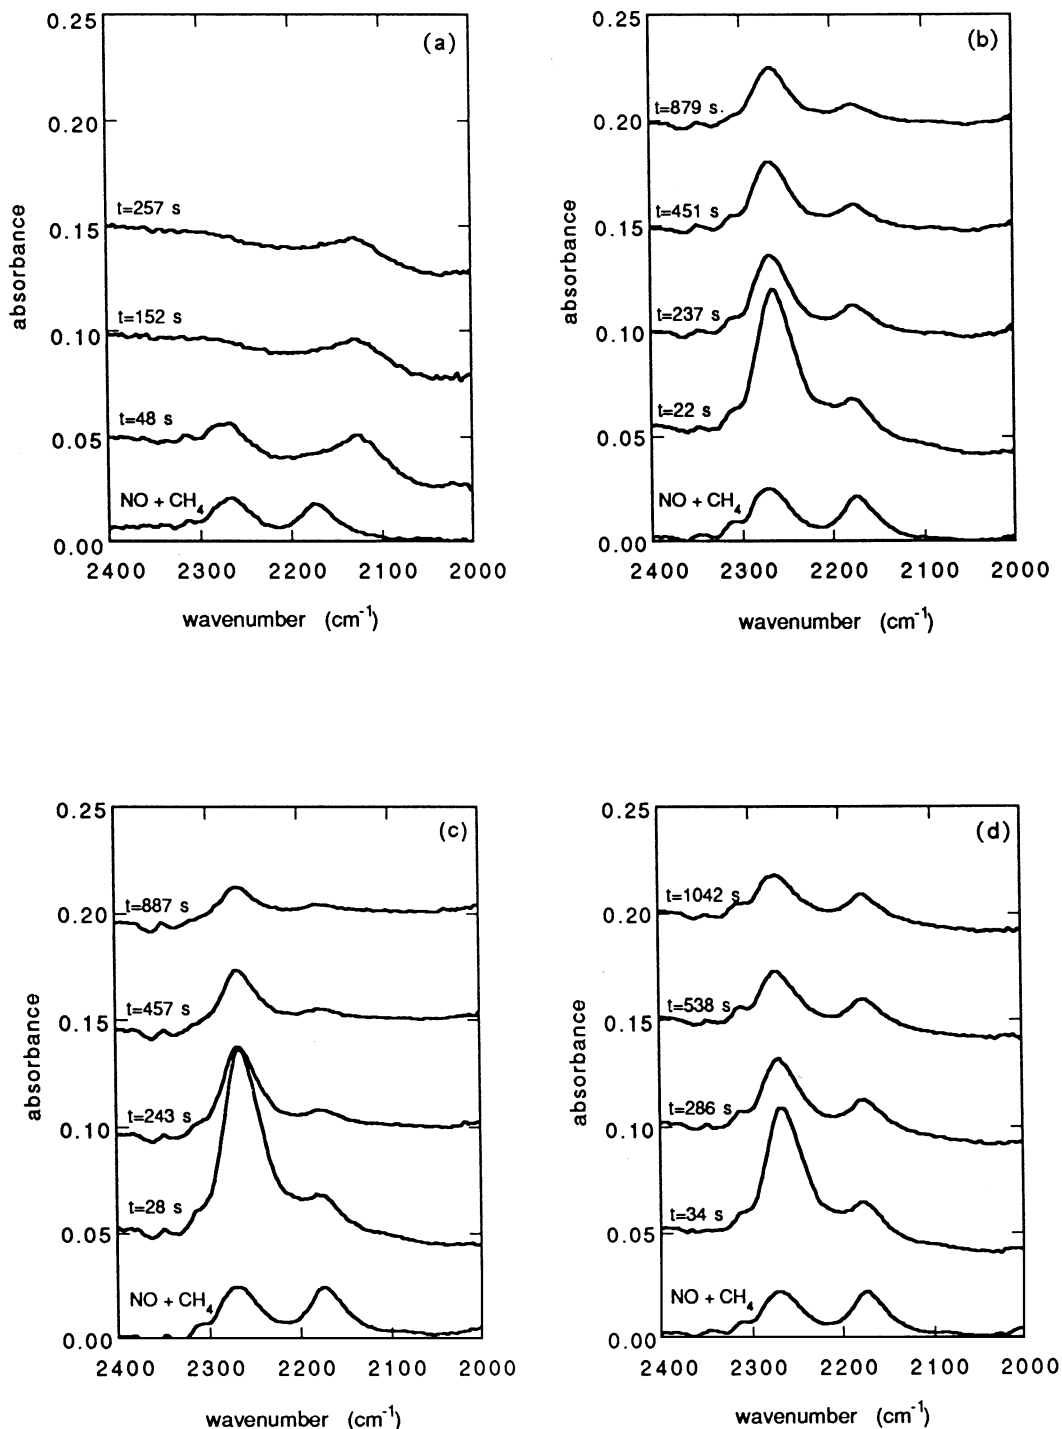 (a)
0.25
0.20
0.15
0.10
0.05
0.00
absorbance
t=257 s
t=152 s
t=48 s
NO + CH4
2400 2300 2200 2100 2000
wavenumber (cm-1)
(b)
0.25
0.20
0.15
0.10
0.05
0.00
absorbance
t=879 s
t=451 s
t=237 s
t=22 s
NO + CH4
2400 2300 2200 2100 2000
wavenumber (cm-1)
(c)
0.25
0.20
0.15
0.10
0.05
0.00
absorbance
t=887 s
t=457 s
t=243 s
t=28 s
NO + CH4
2400 2300 2200 2100 2000
wavenumber (cm-1)
(d)
0.25
0.20
0.15
0.10
0.05
0.00
absorbance
t=1042 s
t=538 s
t=286 s
t=34 s
NO + CH4
2400 2300 2200 2100 2000
wavenumber (cm-1)